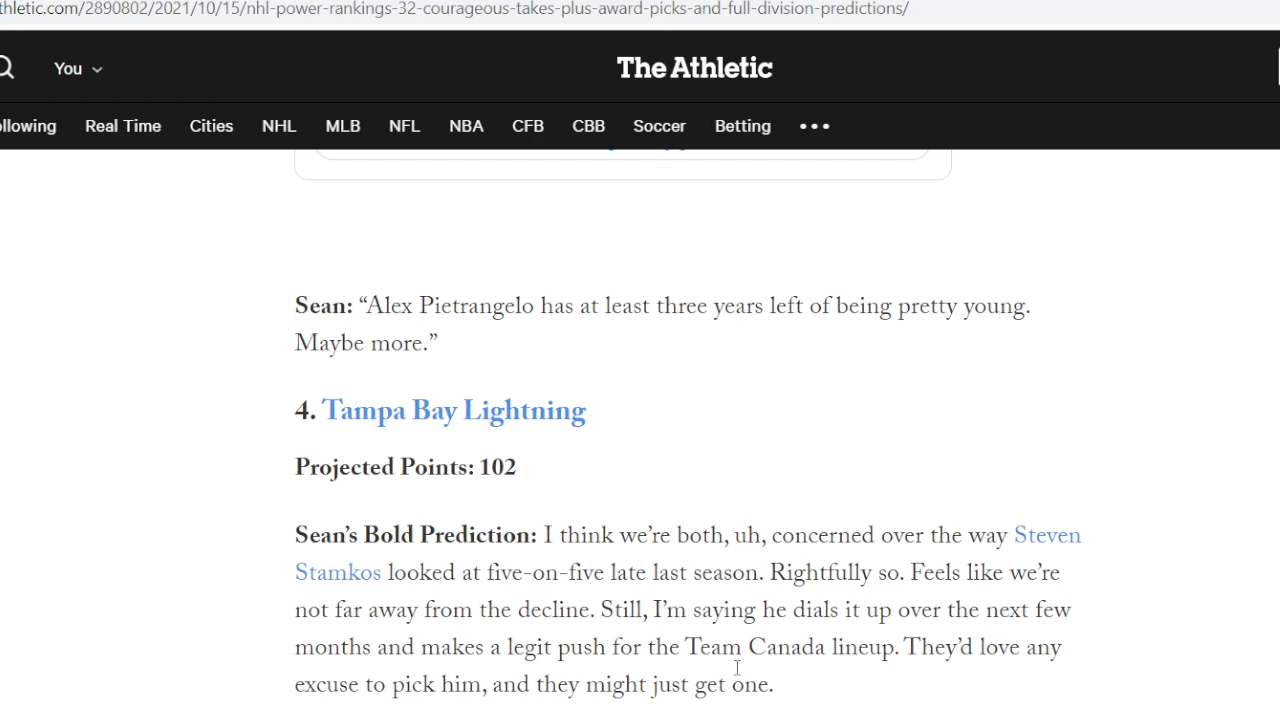 thletic.com/2890802/2021/10/15/nhl-power-rankings-32-courageous-takes-plus-award-picks-and-full-division-predictions/
You
The Athletic
llowing Real Time Cities NHL MLB NFL NBA CFB CBB Soccer Betting •••
Sean: “Alex Pietrangelo has at least three years left of being pretty young.
Maybe more.”
4. Tampa Bay Lightning
Projected Points: 102
Sean’s Bold Prediction: I think we’re both, uh, concerned over the way Steven
Stamkos looked at five-on-five late last season. Rightfully so. Feels like we’re
not far away from the decline. Still, I’m saying he dials it up over the next few
months and makes a legit push for the Team Canada lineup. They’d love any
excuse to pick him, and they might just get one.